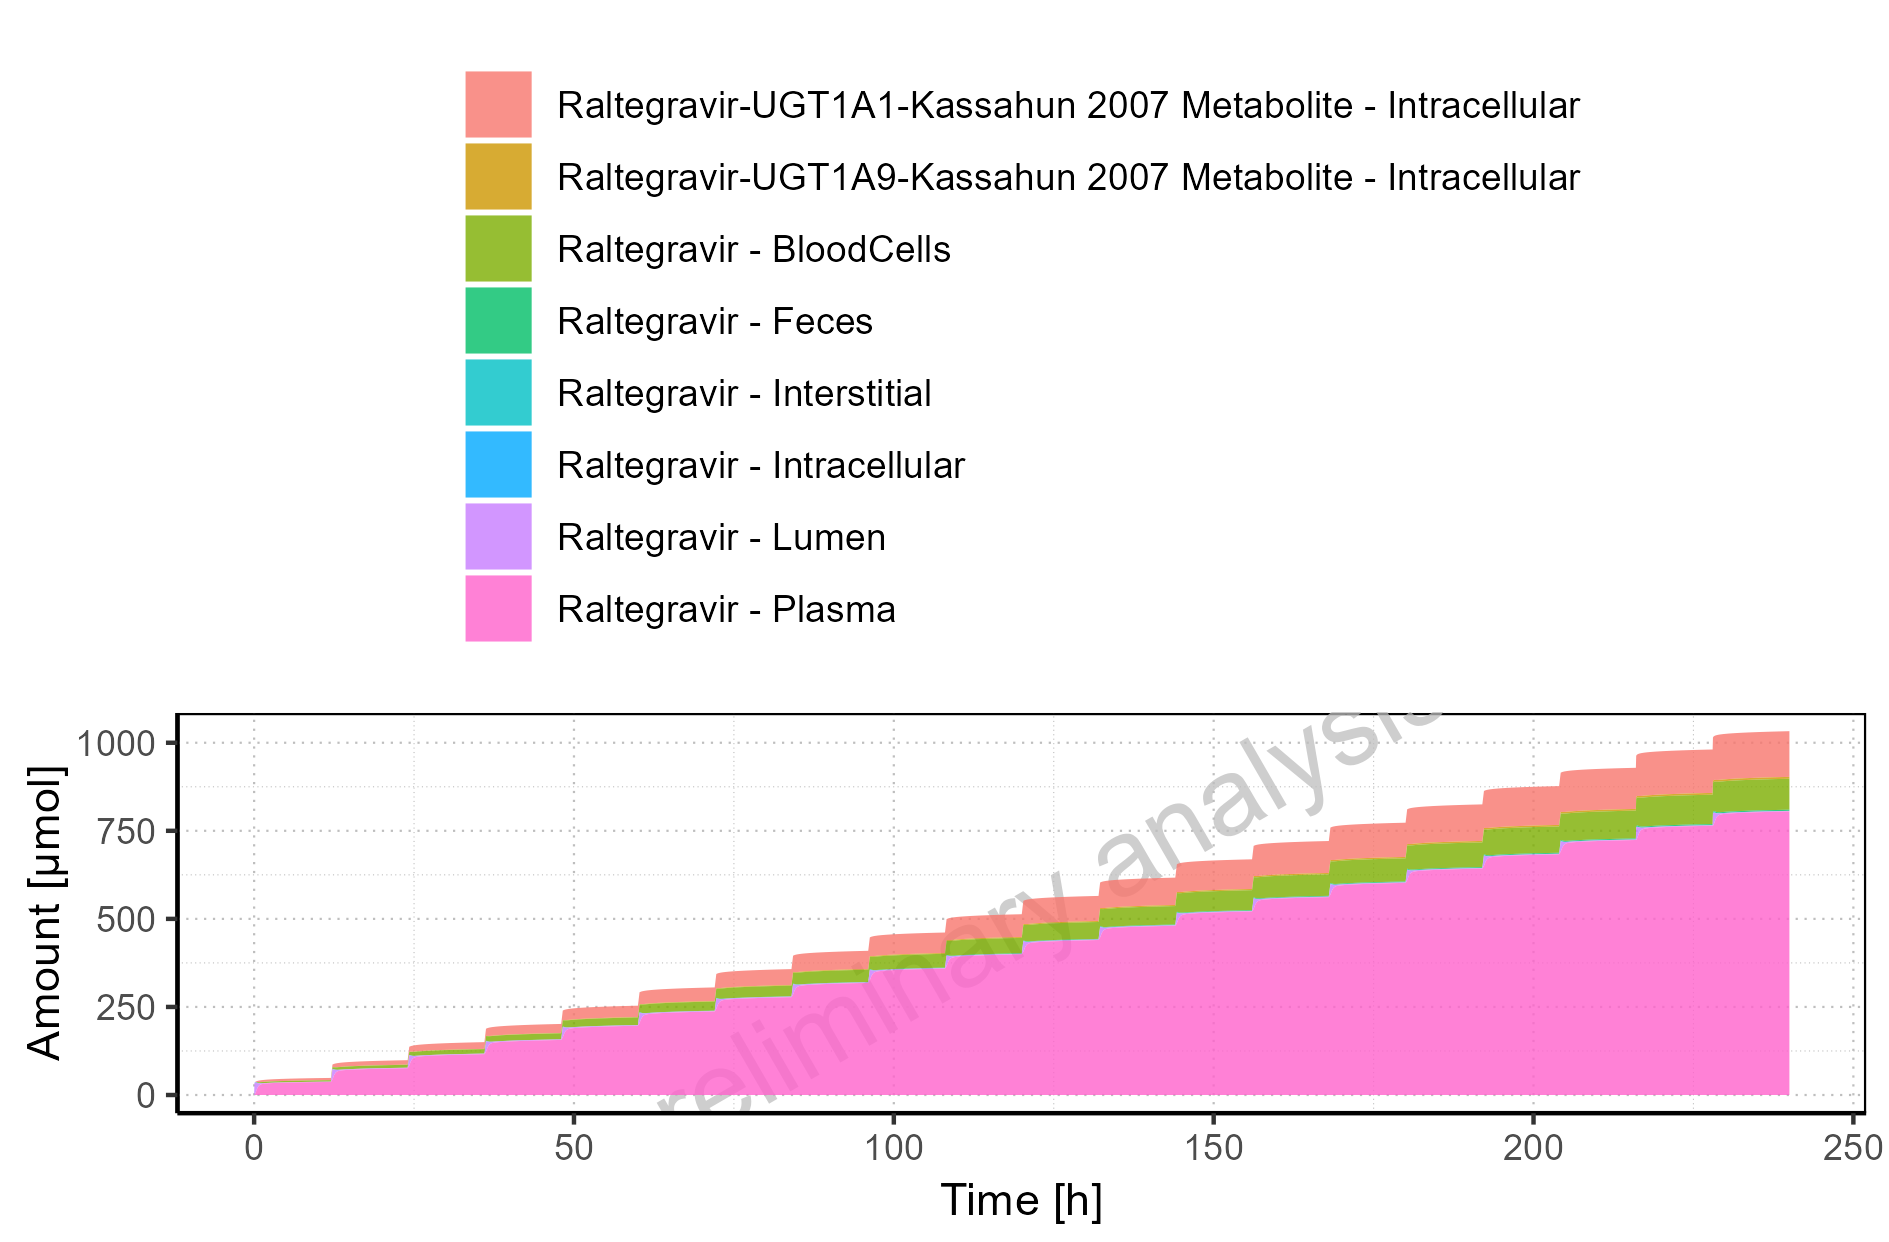 Raltegravir-UGT1A1-Kassahun 2007 Metabolite - Intracellular
Raltegravir-UGT1A9-Kassahun 2007 Metabolite - Intracellular
Raltegravir - BloodCells
Raltegravir - Feces
Raltegravir - Interstitial
Raltegravir - Intracellular
Raltegravir - Lumen
Raltegravir - Plasma
Amount [µmol]
1000
750
500
250
0
reliminary analysis
0 50 100 150 200 250
Time [h]